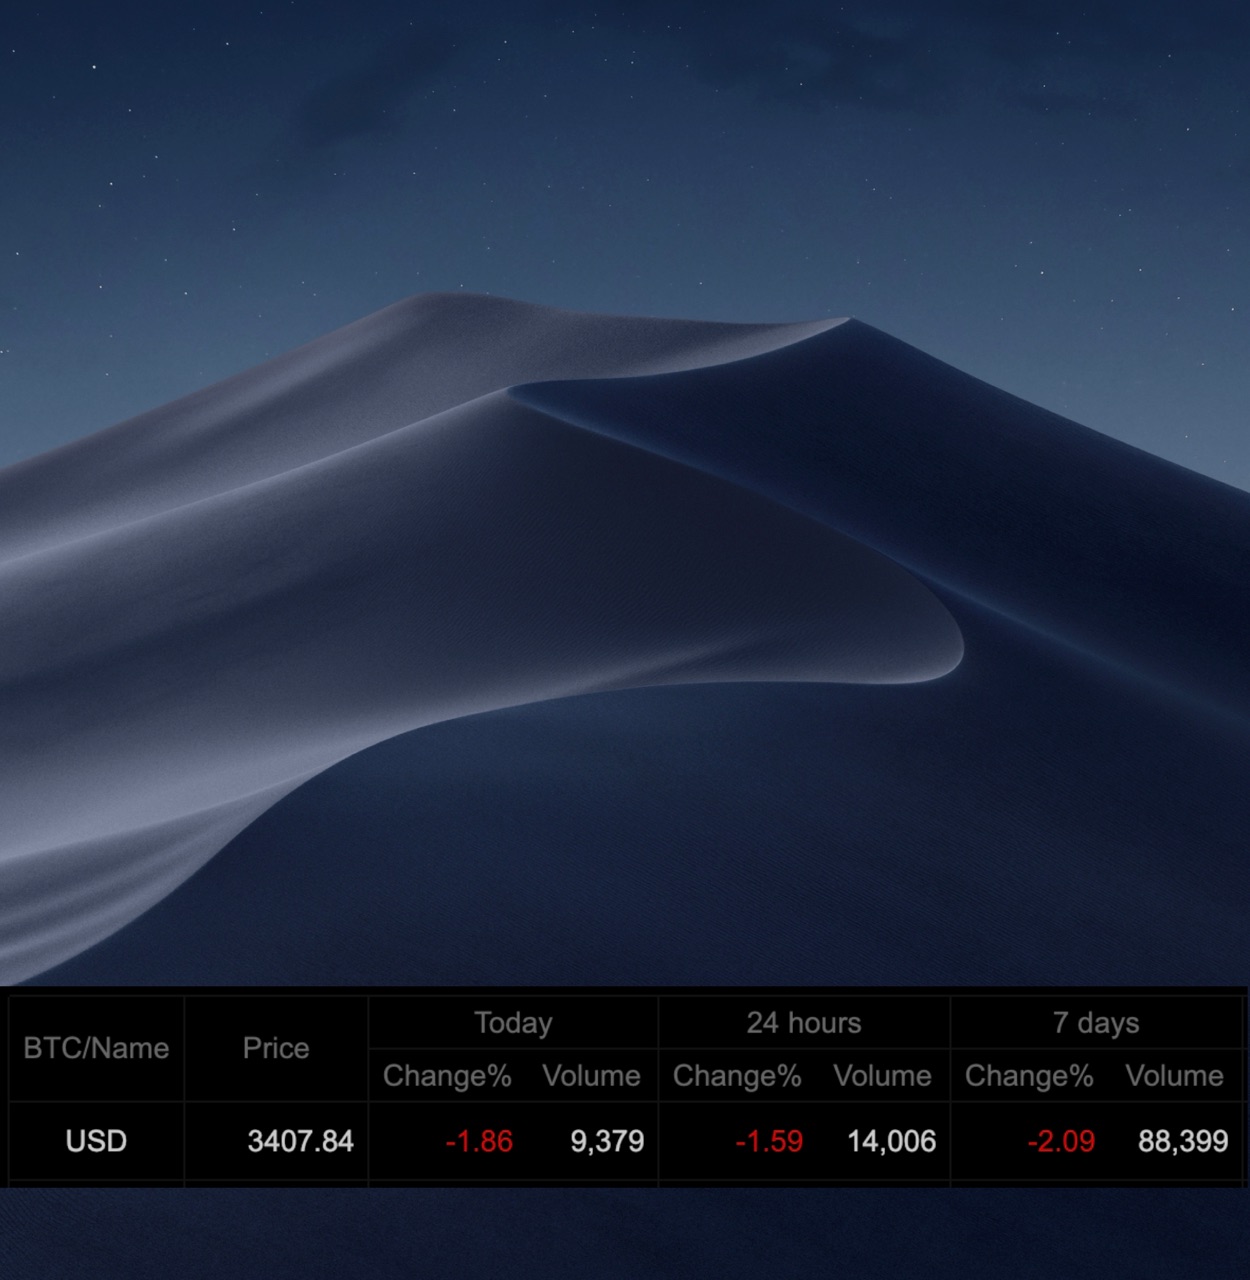 BTC/Name Price Today 24 hours 7 days
Change% Volume Change% Volume Change% Volume
USD 3407.84 -1.86 9,379 -1.59 14,006 -2.09 88,399